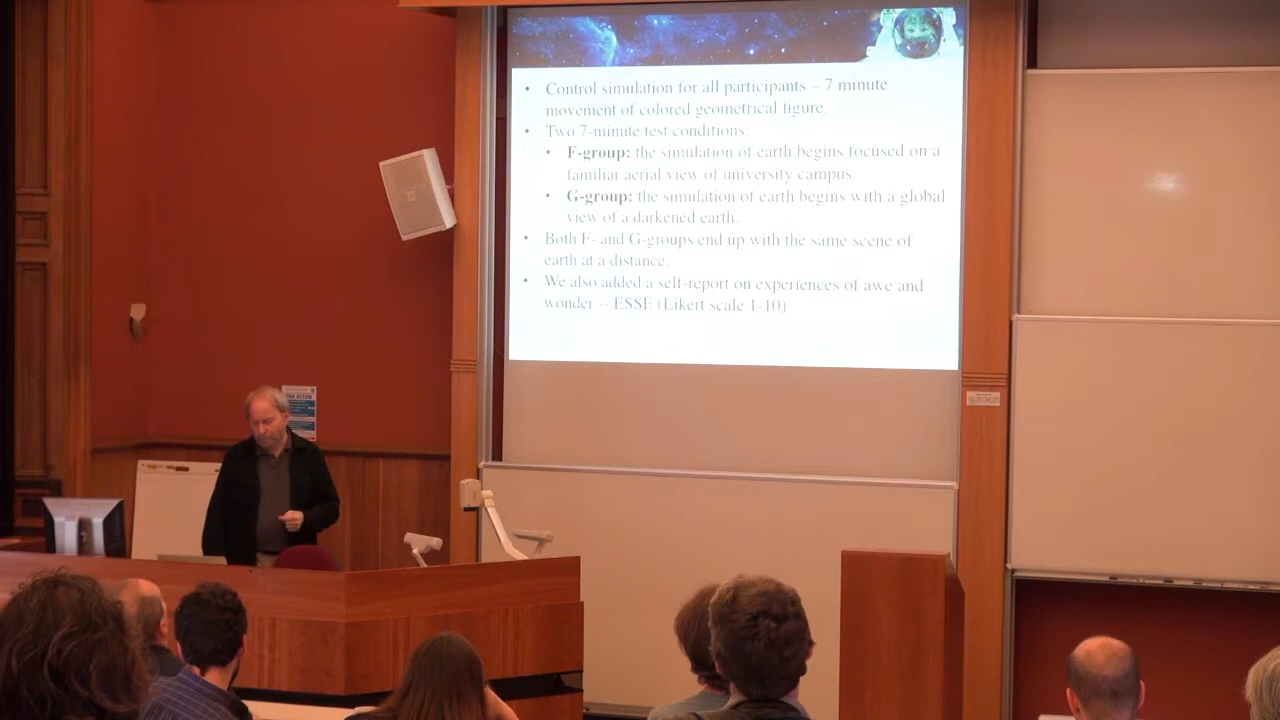 • Control simulation for all participants – 7 minute
movement of colored geometrical figure.
• Two 7-minute test conditions:
• F-group: the simulation of earth begins focused on a
familiar aerial view of university campus
• G-group: the simulation of earth begins with a global
view of a darkened earth.
• Both F- and G-groups end up with the same scene of
earth at a distance.
• We also added a self-report on experiences of awe and
wonder – ESSE (Likert scale 1-10)